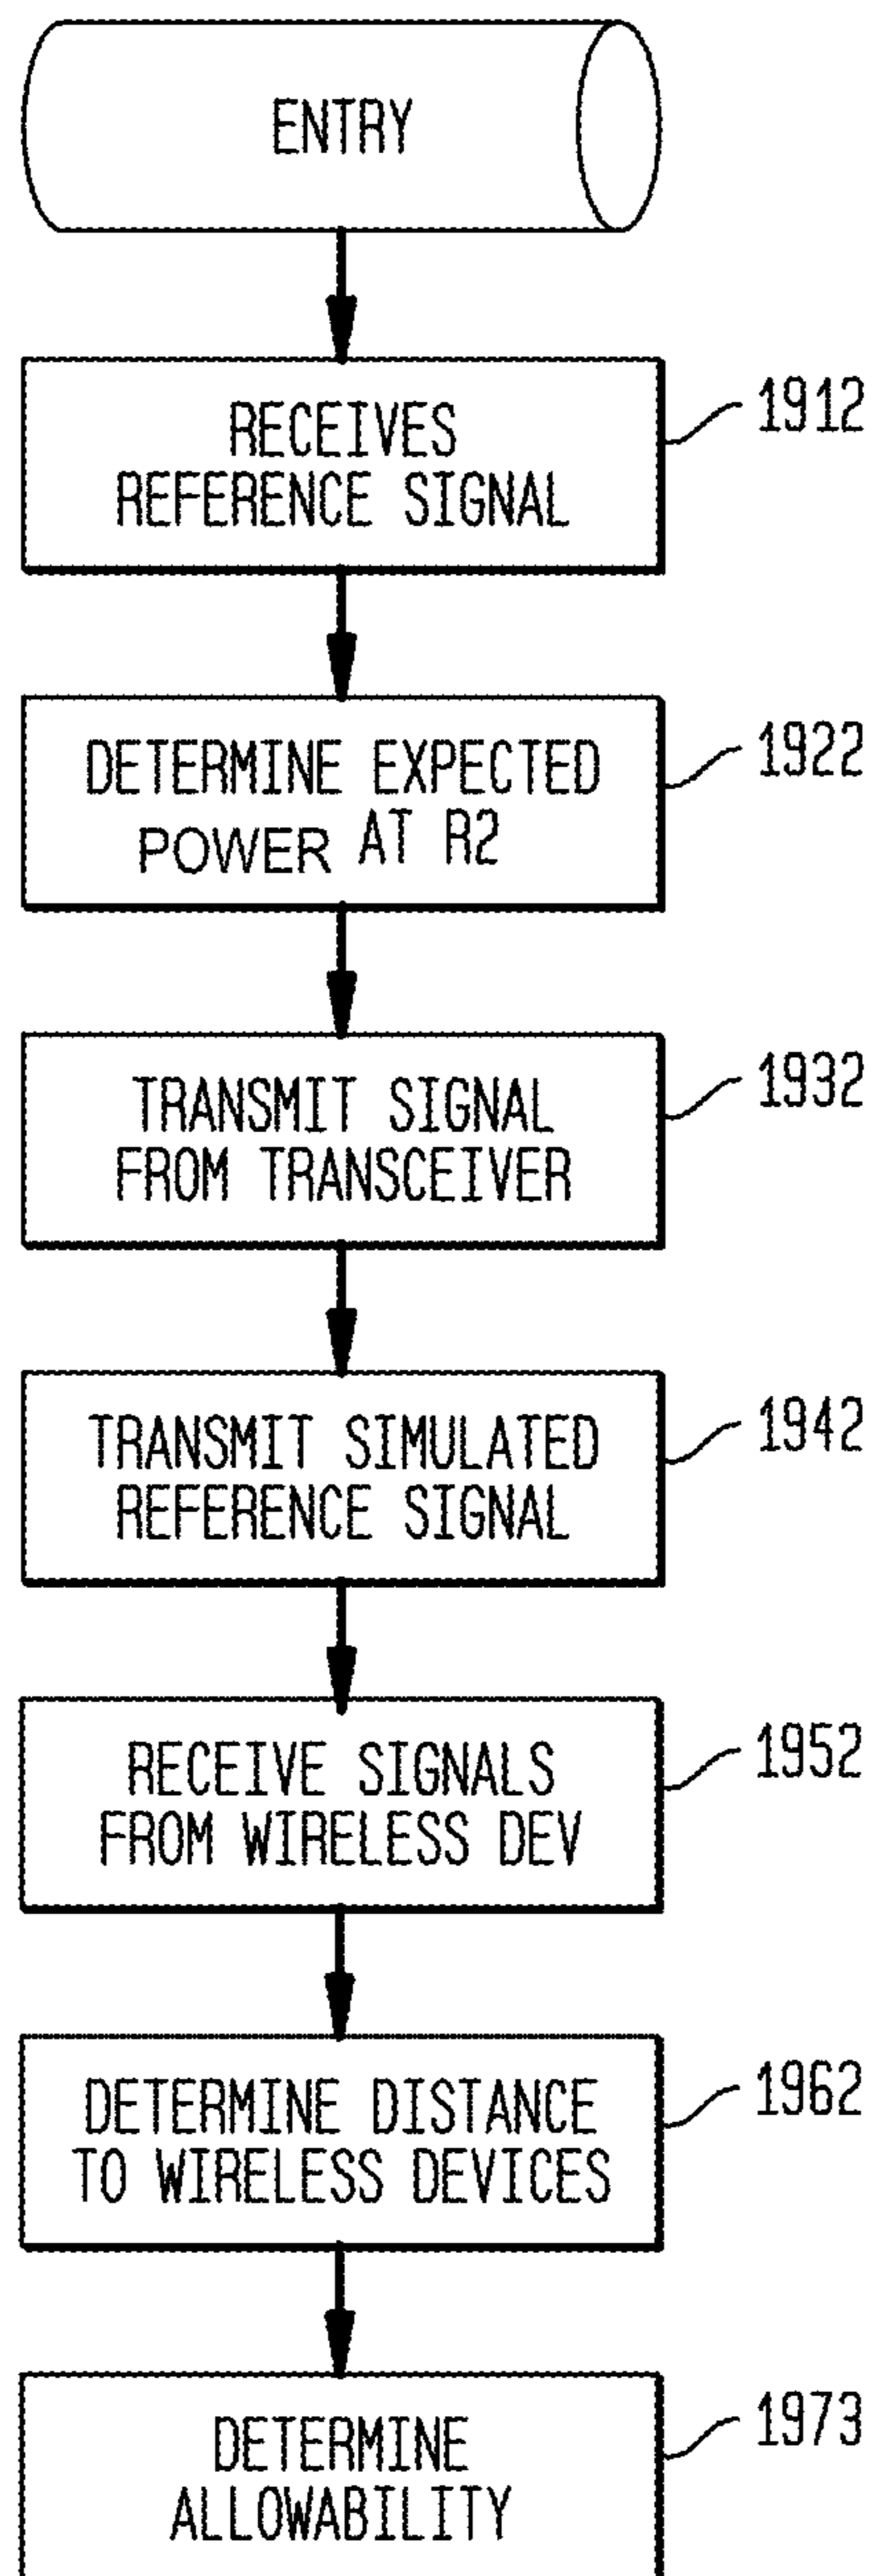 ENTRY
RECEIVES
REFERENCE SIGNAL
1912
DETERMINE EXPECTED
POWER AT R2
1922
TRANSMIT SIGNAL
FROM TRANSCEIVER
1932
TRANSMIT SIMULATED
REFERENCE SIGNAL
1942
RECEIVE SIGNALS
FROM WIRELESS DEV
1952
DETERMINE DISTANCE
TO WIRELESS DEVICES
1962
DETERMINE
ALLOWABILITY
1973